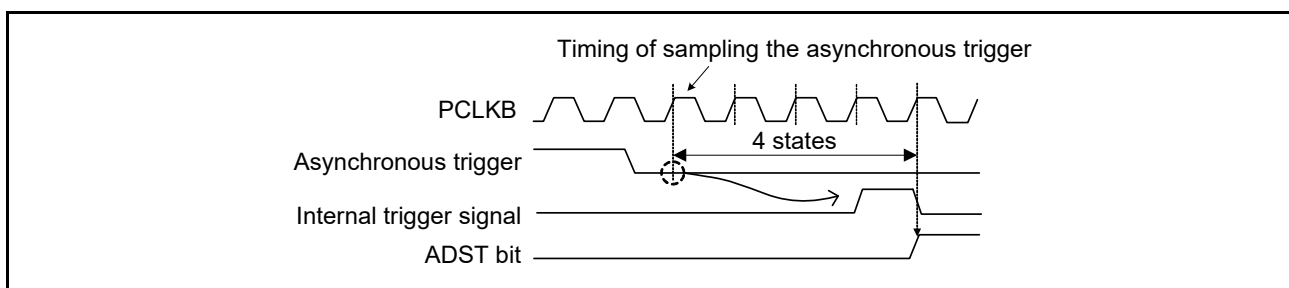 Timing of sampling the asynchronous trigger
PCLKB
4 states
Asynchronous trigger
Internal trigger signal
ADST bit